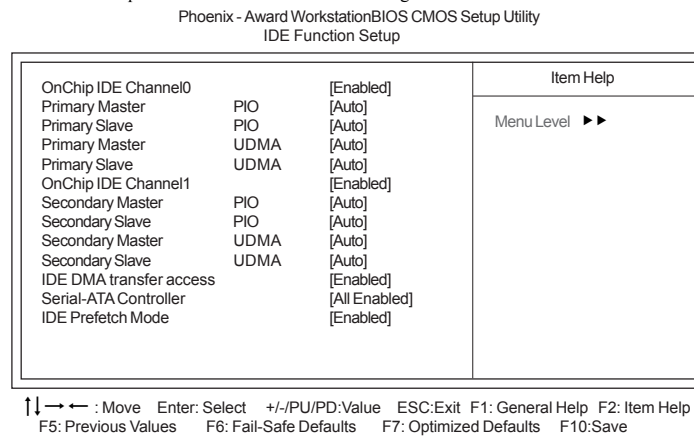 Phoenix - Award WorkstationBIOS CMOS Setup Utility
IDE Function Setup
OnChip IDE Channel0 [Enabled]
Primary Master PIO [Auto]
Primary Slave PIO [Auto]
Primary Master UDMA [Auto]
Primary Slave UDMA [Auto]
OnChip IDE Channel1 [Enabled]
Secondary Master PIO [Auto]
Secondary Slave PIO [Auto]
Secondary Master UDMA [Auto]
Secondary Slave UDMA [Auto]
IDE DMA transfer access [Enabled]
Serial-ATA Controller [All Enabled]
IDE Prefetch Mode [Enabled]
Item Help
Menu Level ►►
↑↓→← : Move Enter: Select +/-/PU/PD:Value ESC:Exit F1: General Help F2: Item Help
F5: Previous Values F6: Fail-Safe Defaults F7: Optimized Defaults F10:Save